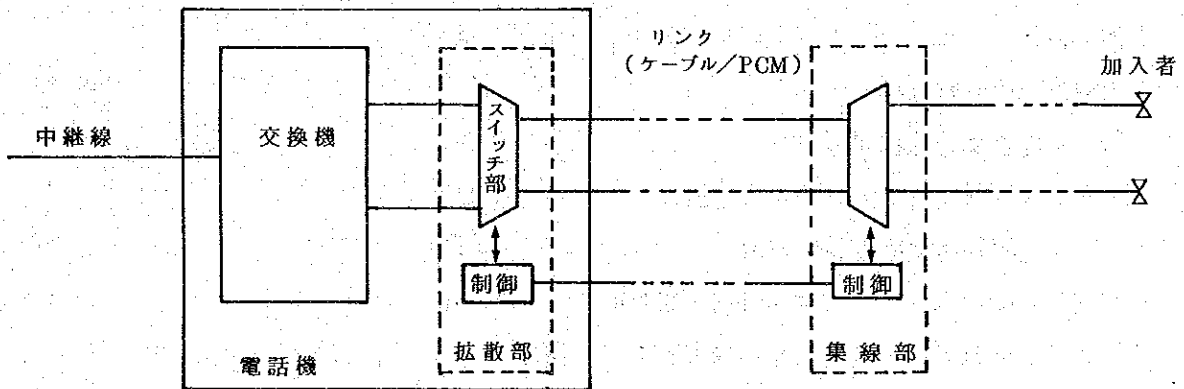 リンク
(ケーブル/PCM)
加入者
中継線
交換機
スイッチ部
制御
制御
電話機
拡散部
集線部